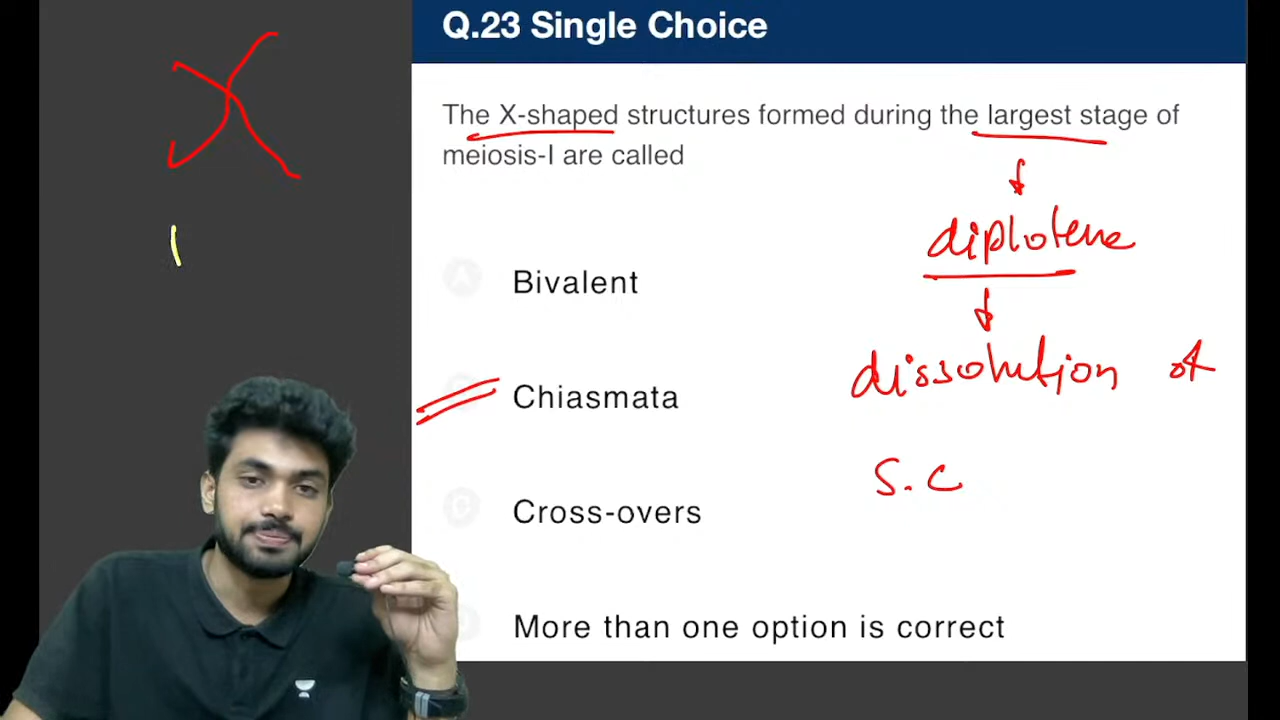 Q.23 Single Choice
The X-shaped structures formed during the largest stage of
meiosis-I are called
diplotene
Bivalent
dissolution of
Chiasmata
S.C
Cross-overs
More than one option is correct